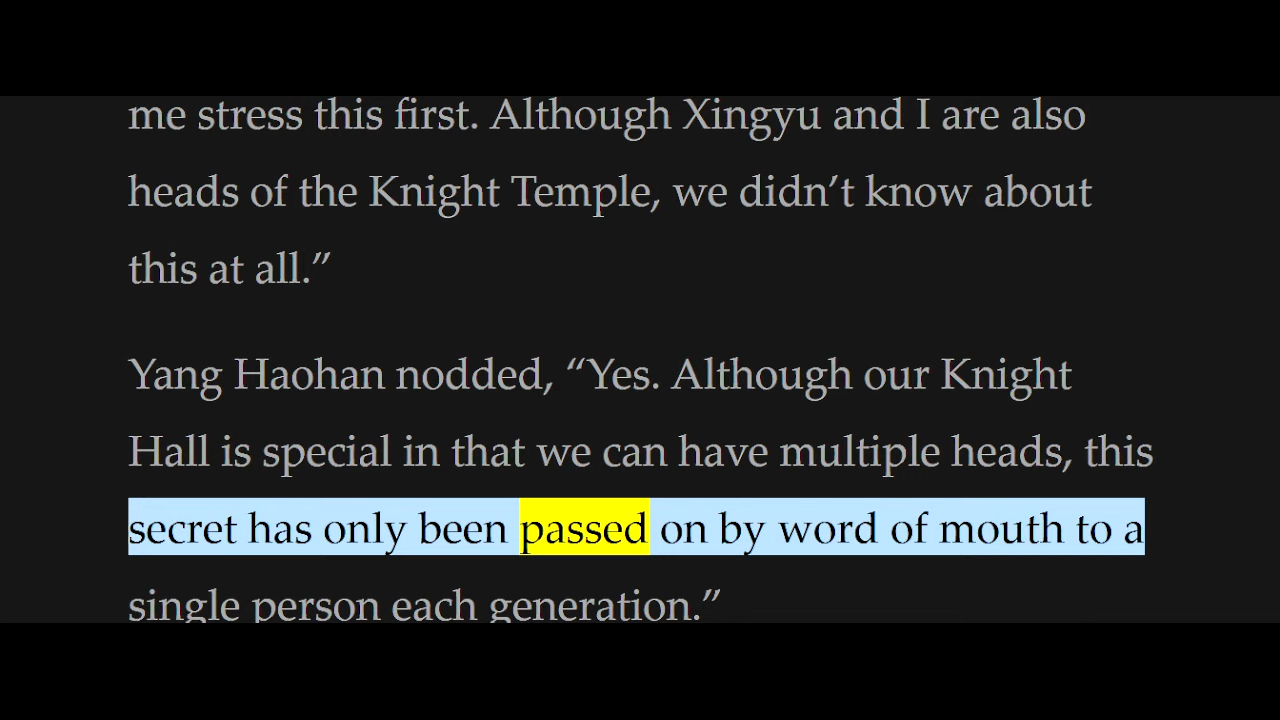 me stress this first. Although Xingyu and I are also
heads of the Knight Temple, we didn’t know about
this at all.”
Yang Haohan nodded, “Yes. Although our Knight
Hall is special in that we can have multiple heads, this
secret has only been passed on by word of mouth to a
single person each generation.”